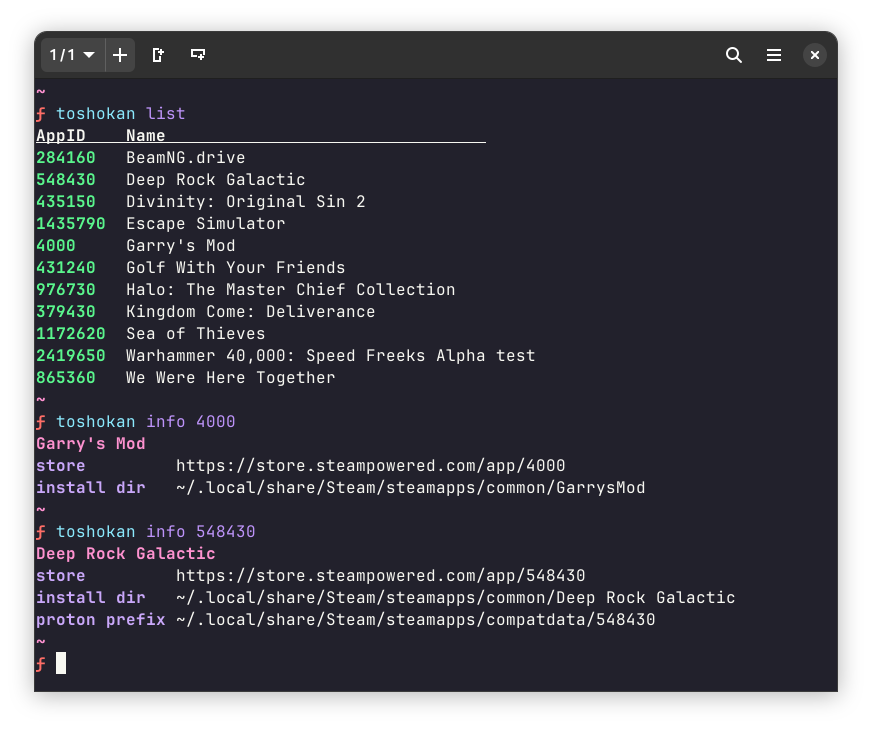 1/1
~
ƒ toshokan list
AppID    Name
284160   BeamNG.drive
548430   Deep Rock Galactic
435150   Divinity: Original Sin 2
1435790  Escape Simulator
4000     Garry's Mod
431240   Golf With Your Friends
976730   Halo: The Master Chief Collection
379430   Kingdom Come: Deliverance
1172620  Sea of Thieves
2419650  Warhammer 40,000: Speed Freeks Alpha test
865360   We Were Here Together
~
ƒ toshokan info 4000
Garry's Mod
store         https://store.steampowered.com/app/4000
install dir   ~/.local/share/Steam/steamapps/common/GarrysMod
~
ƒ toshokan info 548430
Deep Rock Galactic
store         https://store.steampowered.com/app/548430
install dir   ~/.local/share/Steam/steamapps/common/Deep Rock Galactic
proton prefix ~/.local/share/Steam/steamapps/compatdata/548430
~
ƒ